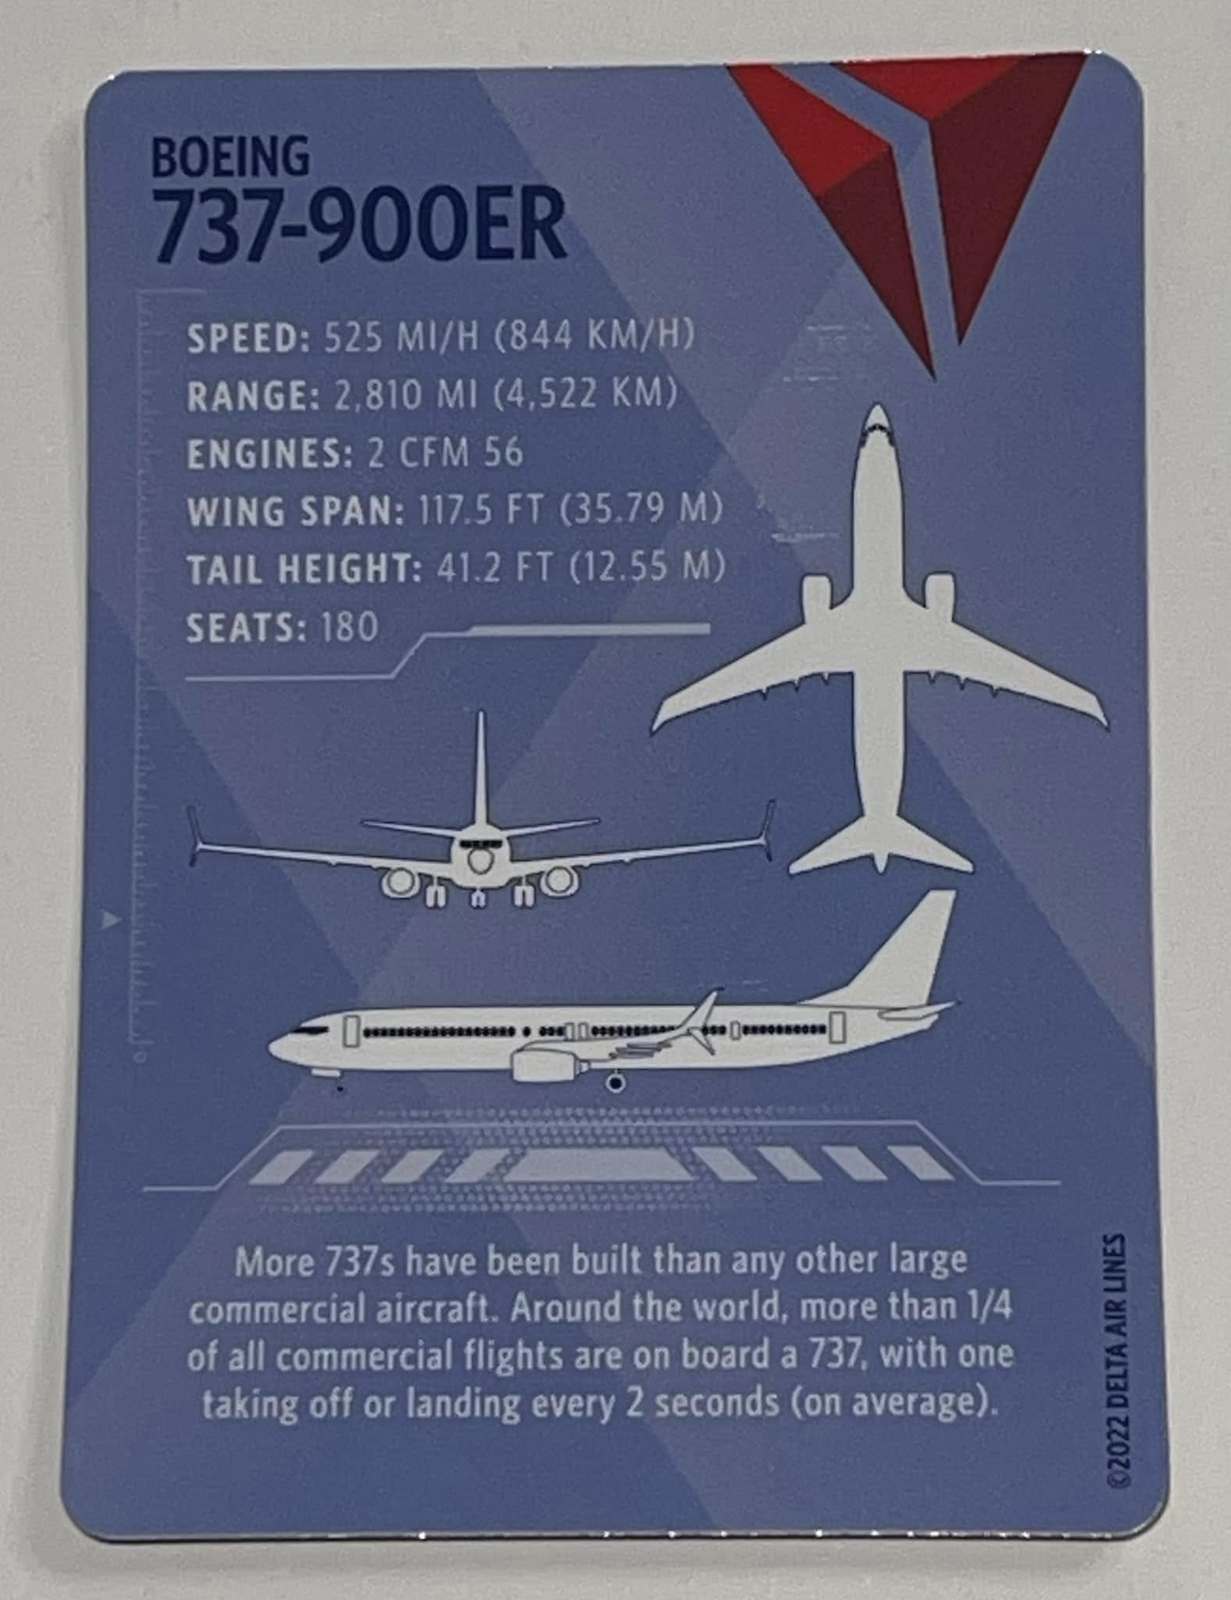 BOEING
737-900ER
SPEED: 525 MI/H (844 KM/H)
RANGE: 2,810 MI (4,522 KM)
ENGINES: 2 CFM 56
WING SPAN: 117.5 FT (35.79 M)
TAIL HEIGHT: 41.2 FT (12.55 M)
SEATS: 180
More 737s have been built than any other large
commercial aircraft. Around the world, more than 1/4
of all commercial flights are on board a 737, with one
taking off or landing every 2 seconds (on average).
©2022 DELTA AIR LINES